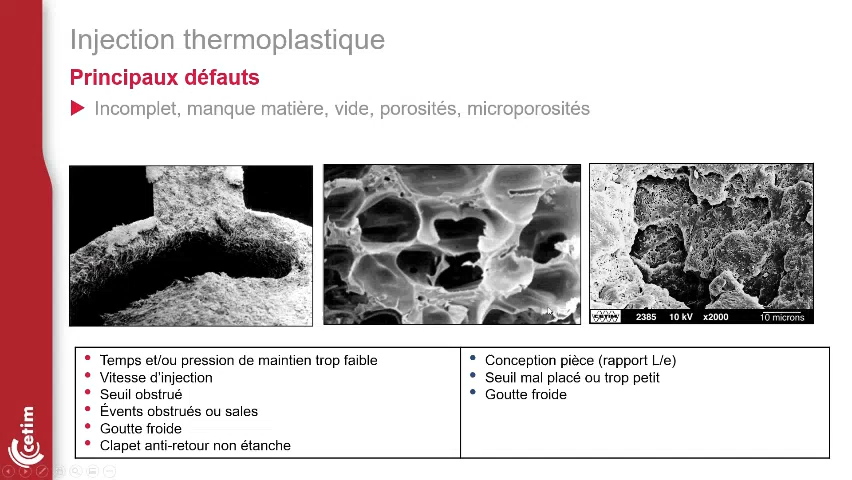 Injection thermoplastique
Principaux défauts
Incomplet, manque matière, vide, porosités, microporosités
CETIM 2385 10 kV x2000 10 microns
Temps et/ou pression de maintien trop faible
Vitesse d'injection
Seuil obstrué
Évents obstrués ou sales
Goutte froide
Clapet anti-retour non étanche
Conception pièce (rapport L/e)
Seuil mal placé ou trop petit
Goutte froide
cetim